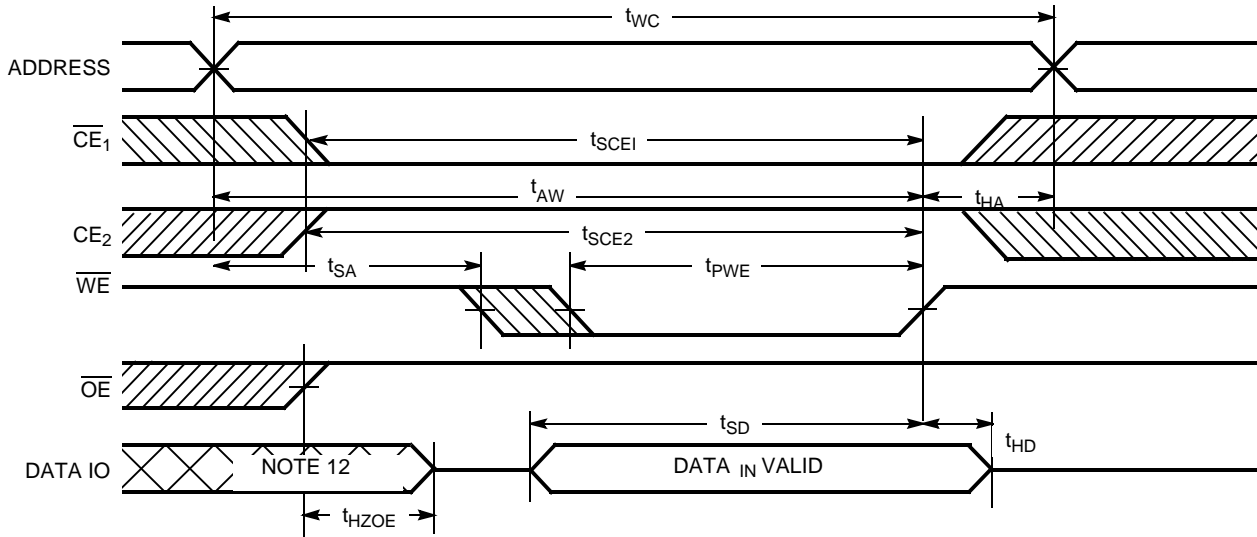 tWC
ADDRESS
CE1
tSCEI
tAW
tHA
CE2
tSCE2
tSA
tPWE
WE
OE
tSD
tHD
DATA IO
NOTE 12
DATA IN VALID
tHZOE